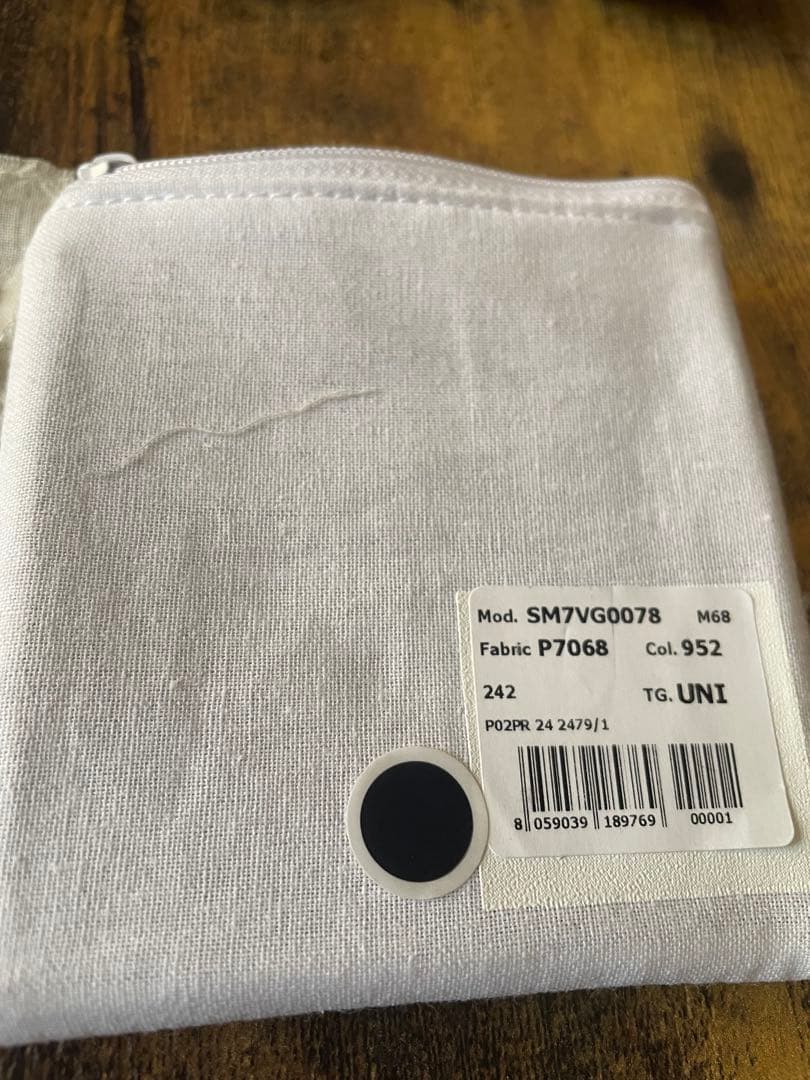 Mod. SM7VG0078 M68
Fabric P7068 Col. 952
242 TG. UNI
P02PR 24 2479/1
8 059039 189769 00001